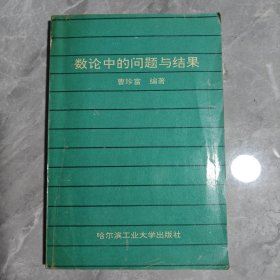 数论中的问题与结果
曹珍富 编著
哈尔滨工业大学出版社